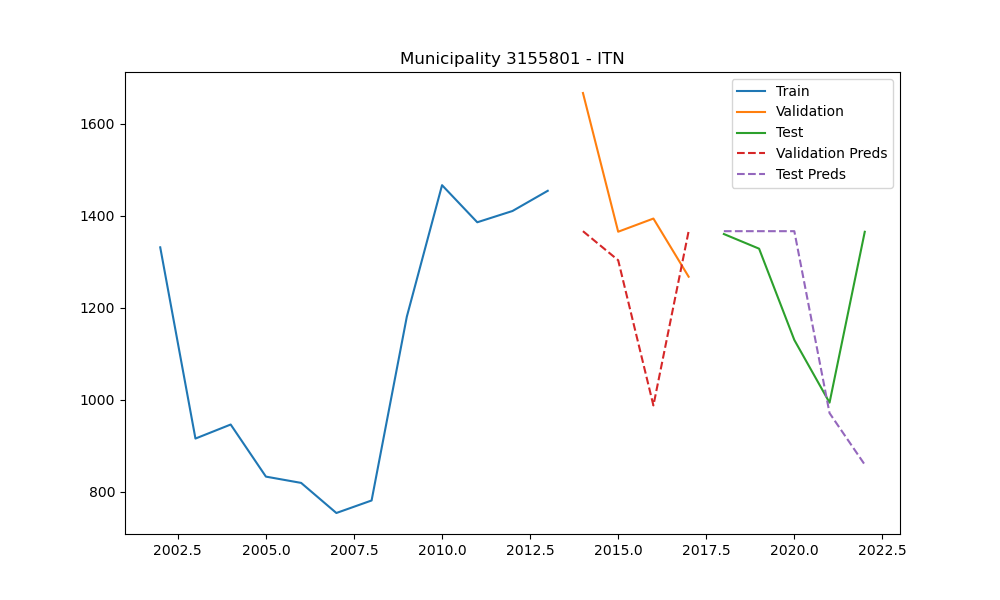 Municipality 3155801 - ITN
1600
1400
1200
1000
800
Train
Validation
Test
Validation Preds
Test Preds
2002.5 2005.0 2007.5 2010.0 2012.5 2015.0 2017.5 2020.0 2022.5